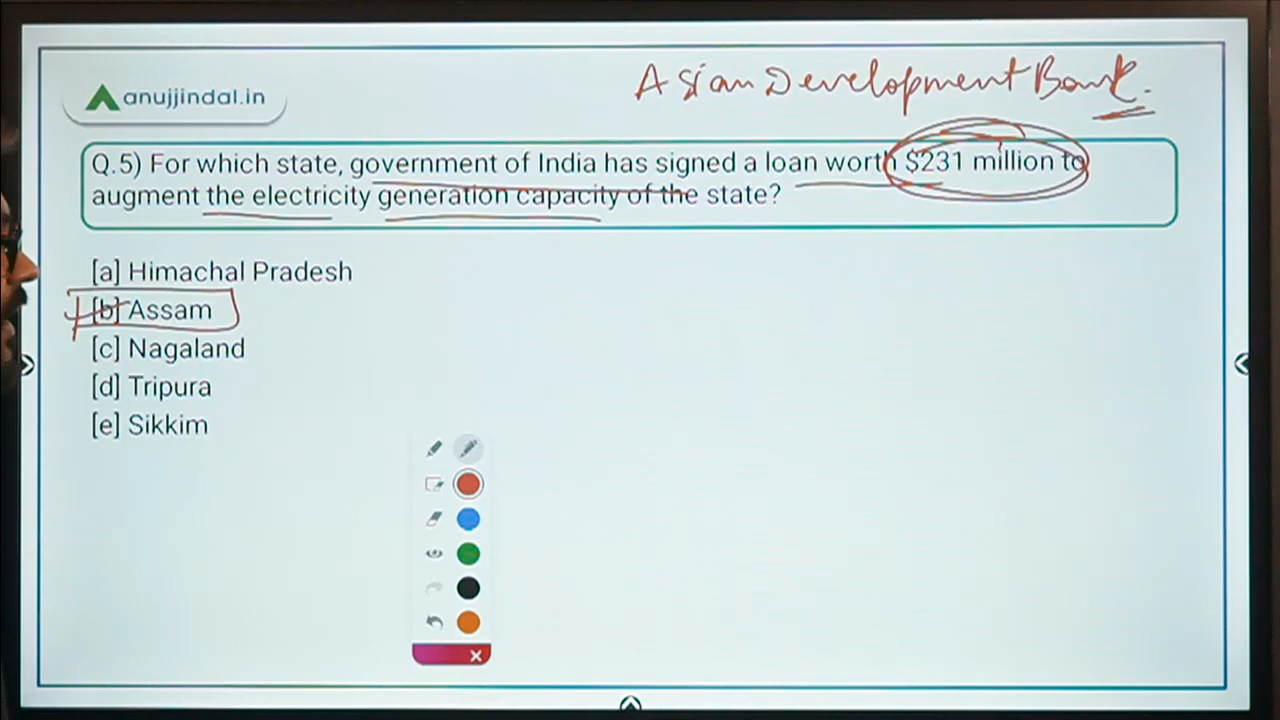 Asian Development Bank.
anujjindal.in
Q.5) For which state, government of India has signed a loan worth $231 million to
augment the electricity generation capacity of the state?
[a] Himachal Pradesh
[b] Assam
[c] Nagaland
[d] Tripura
[e] Sikkim